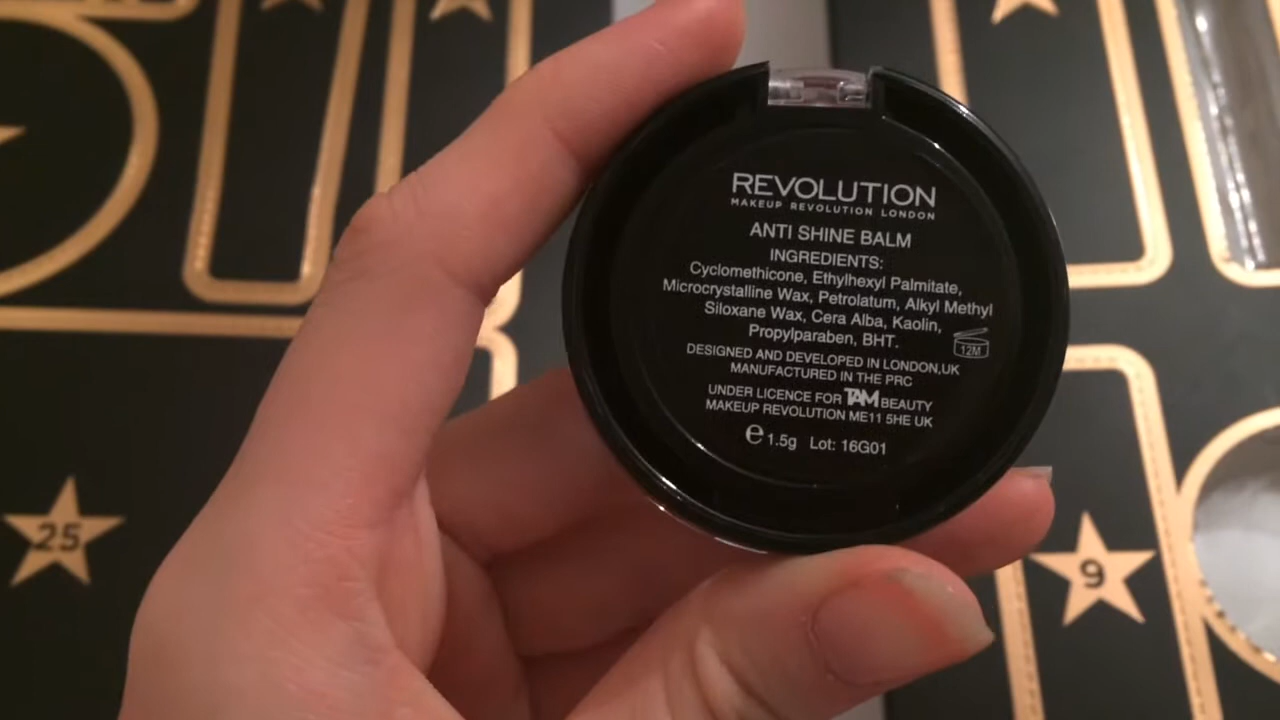 REVOLUTION
MAKEUP REVOLUTION LONDON
ANTI SHINE BALM
INGREDIENTS:
Cyclomethicone, Ethylhexyl Palmitate,
Microcrystalline Wax, Petrolatum, Alkyl Methyl
Siloxane Wax, Cera Alba, Kaolin,
Propylparaben, BHT.
12M
DESIGNED AND DEVELOPED IN LONDON,UK
MANUFACTURED IN THE PRC
UNDER LICENCE FOR TAM BEAUTY
MAKEUP REVOLUTION ME11 5HE UK
e 1.5g Lot: 16G01
25
9